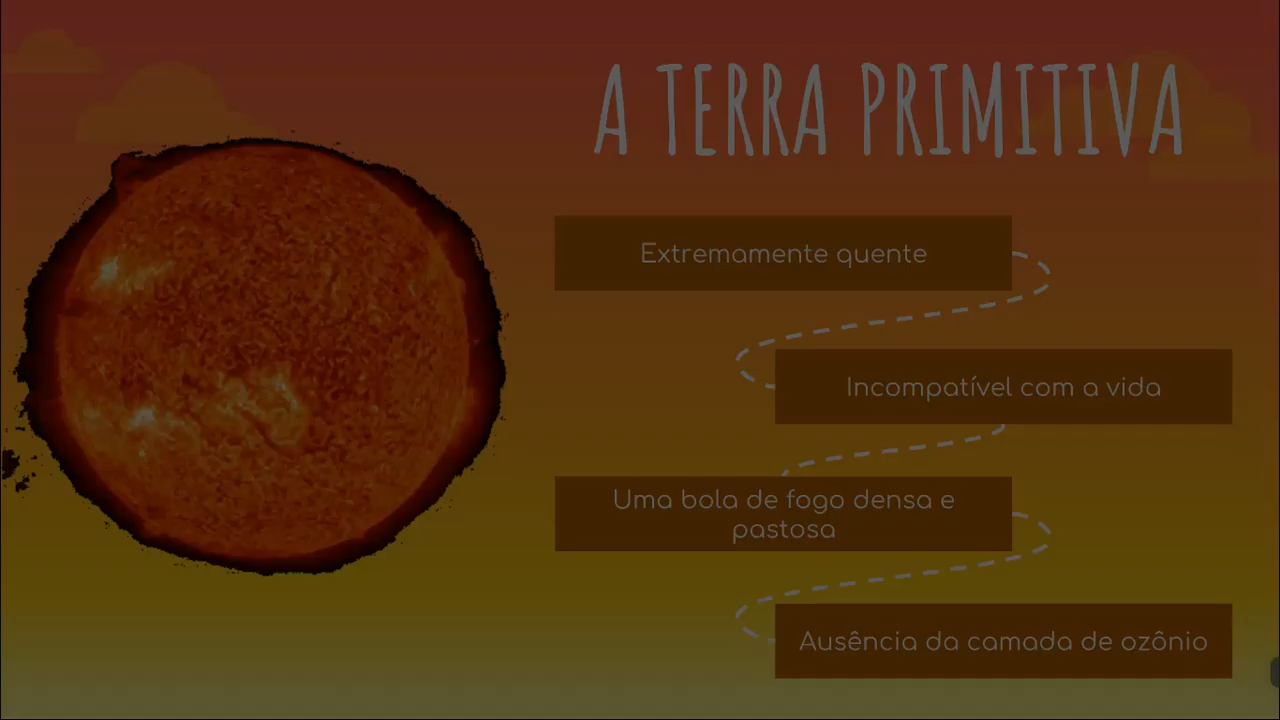 A TERRA PRIMITIVA
Extremamente quente
Incompatível com a vida
Uma bola de fogo densa e
pastosa
Ausência da camada de ozônio